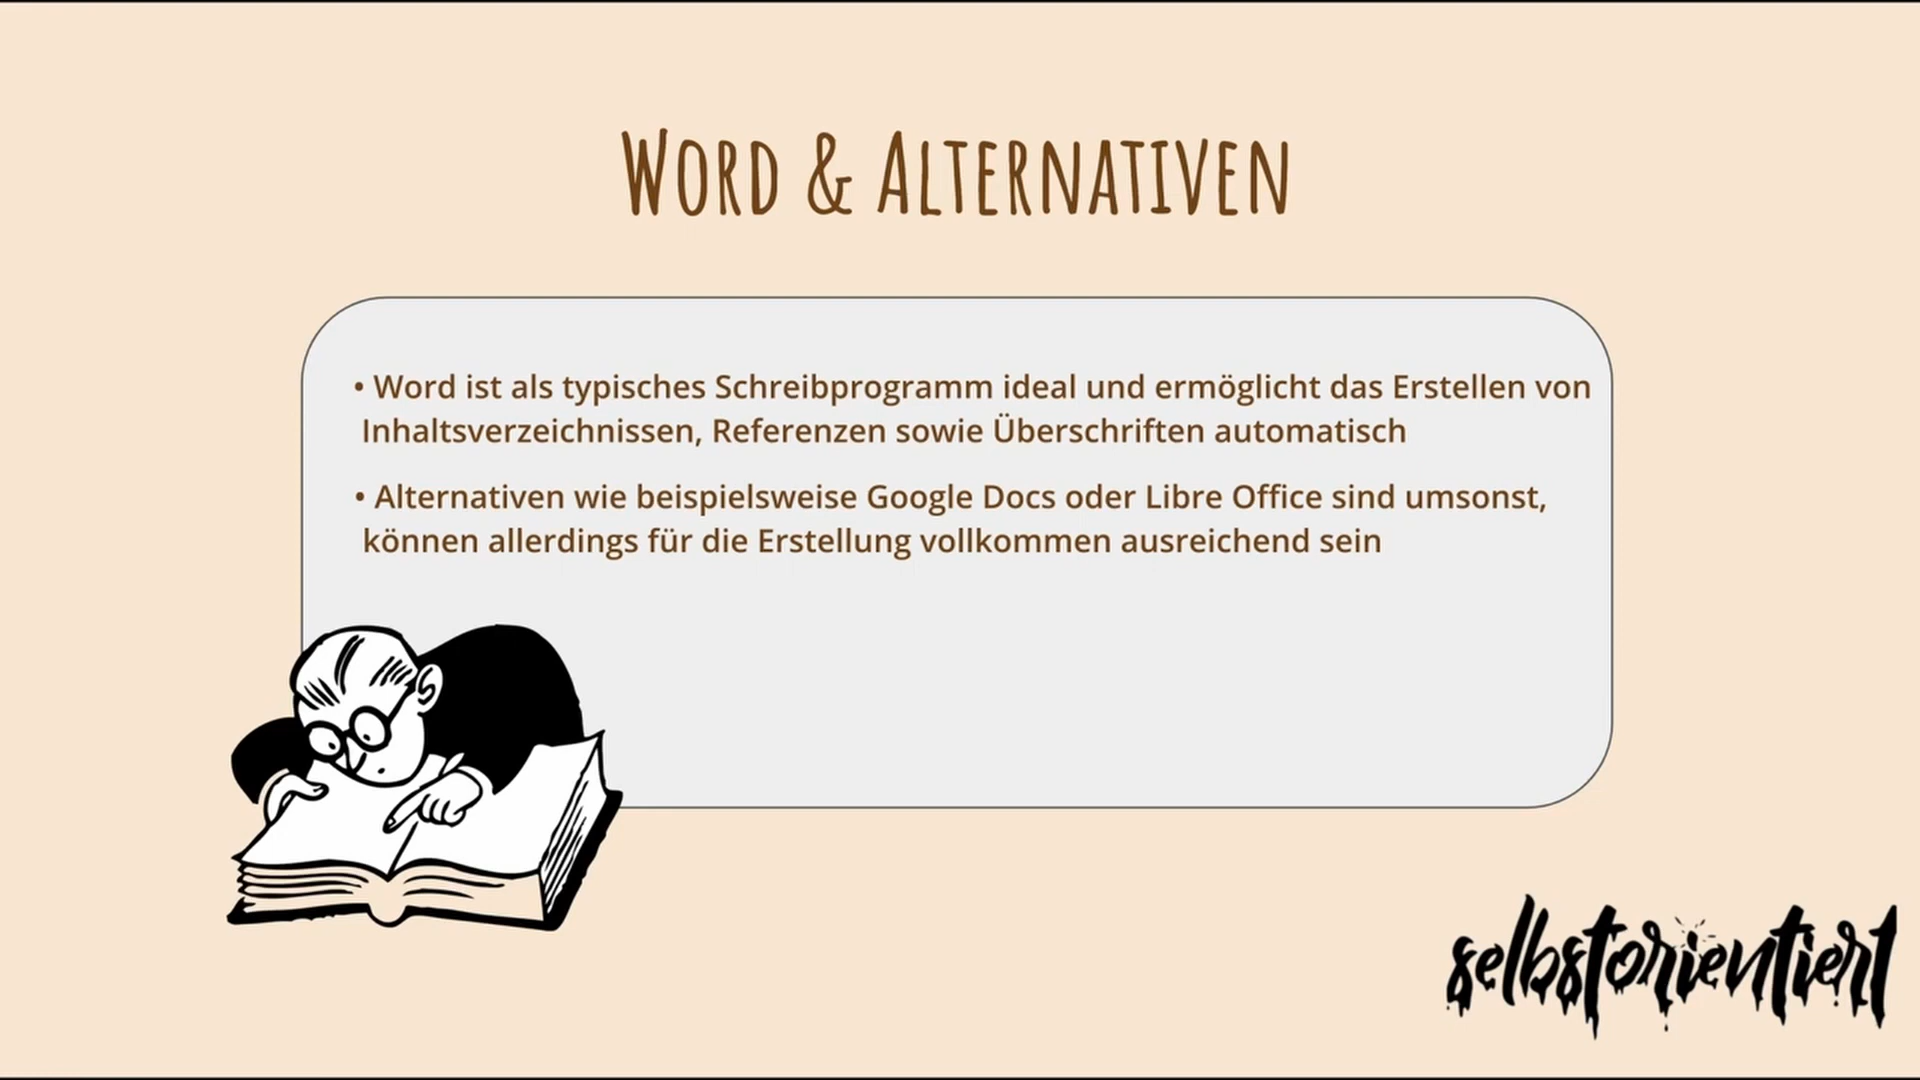 Word & Alternativen
• Word ist als typisches Schreibprogramm ideal und ermöglicht das Erstellen von
Inhaltsverzeichnissen, Referenzen sowie Überschriften automatisch
• Alternativen wie beispielsweise Google Docs oder Libre Office sind umsonst,
können allerdings für die Erstellung vollkommen ausreichend sein
selbstorientiert